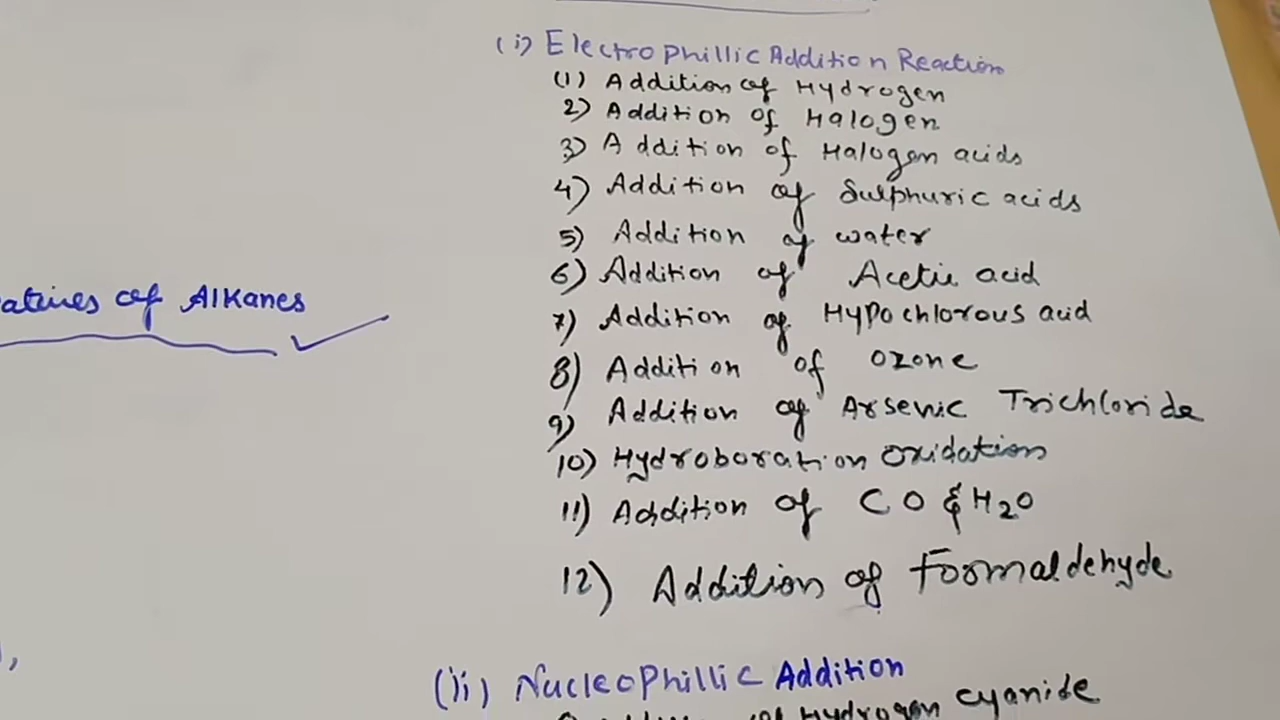 (i) Electrophillic Addition Reaction
(1) Addition of Hydrogen
2) Addition of Halogen
3) Addition of Halogen acids
4) Addition of Sulphuric acids
5) Addition of water
6) Addition of Acetic acid
of Alkanes
7) Addition of Hypochlorous acid
8) Addition of Ozone
9) Addition of Arsenic Trichloride
10) Hydroboration Oxidation
11) Addition of CO & H2O
12) Addition of Formaldehyde
(ii) Nucleophillic Addition
of Hydrogen cyanide